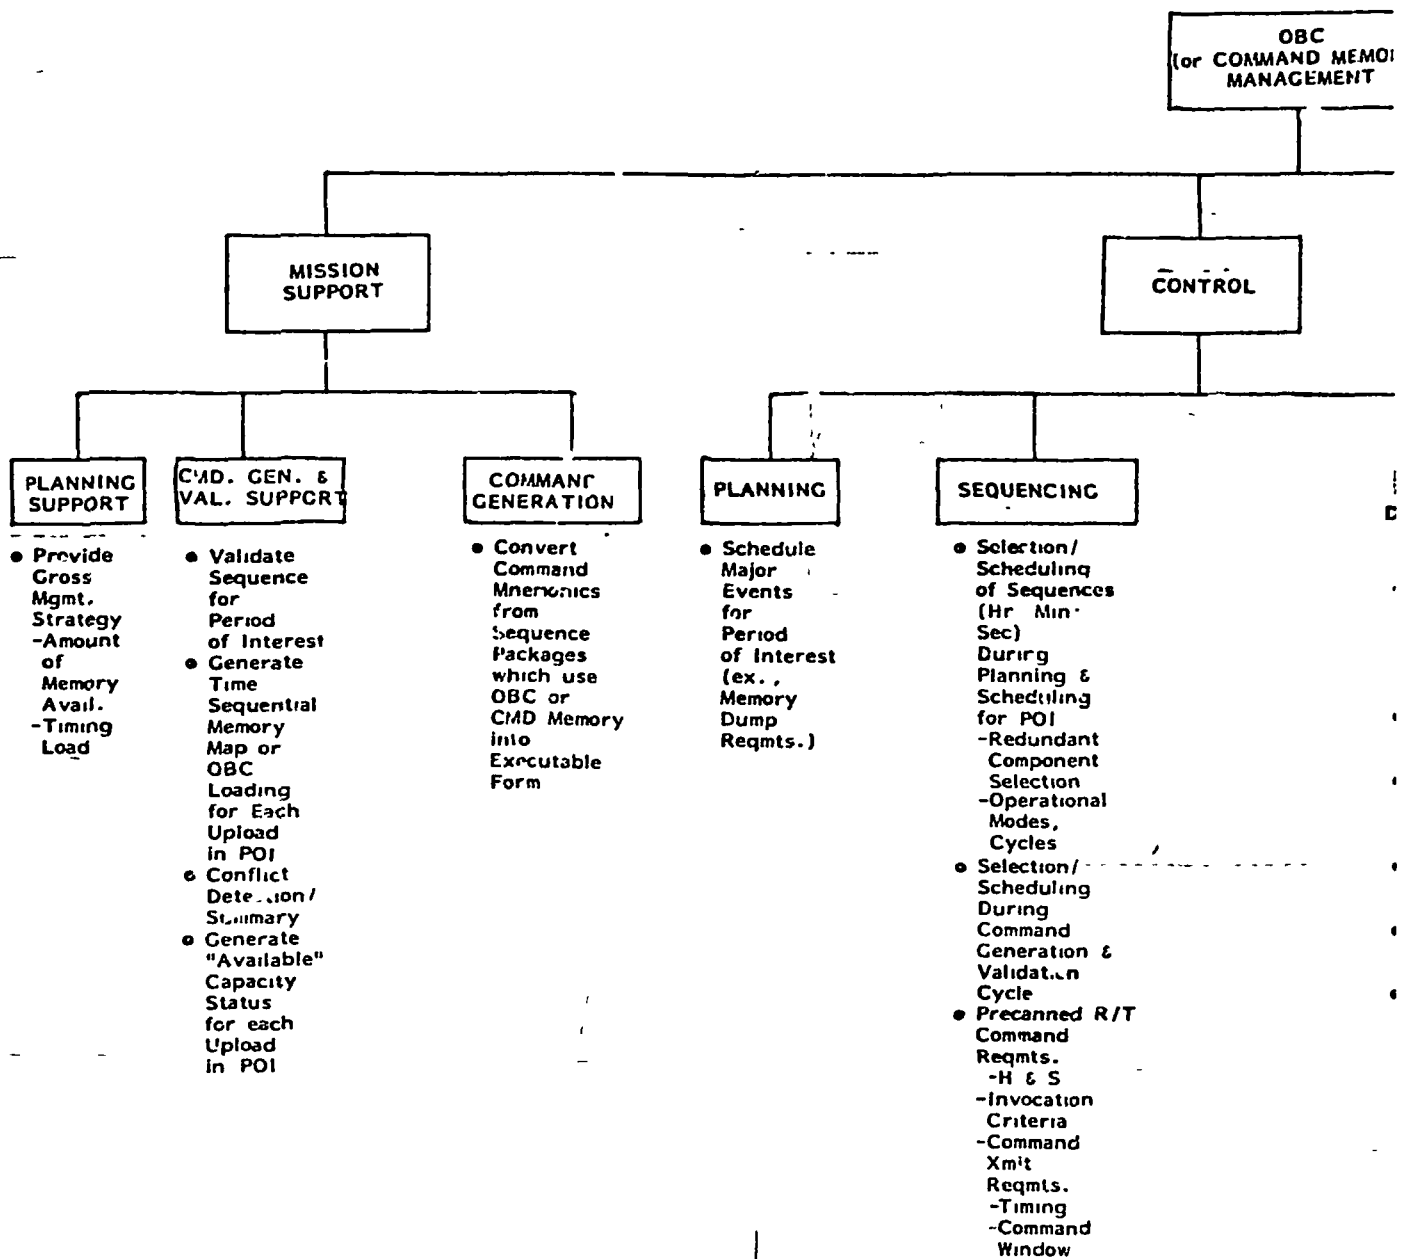 OBC
(or COMMAND MEMO
MANAGEMENT
MISSION
SUPPORT
CONTROL
PLANNING
SUPPORT
CMD. GEN. &
VAL. SUPPORT
COMMAND
GENERATION
PLANNING
SEQUENCING
D
● Provide
Gross
Mgmt.
Strategy
-Amount
of
Memory
Avail.
-Timing
Load
● Validate
Sequence
for
Period
of Interest
● Generate
Time
Sequential
Memory
Map or
OBC
Loading
for Each
Upload
in POI
● Conflict
Detection/
Summary
● Generate
"Available"
Capacity
Status
for each
Upload
in POI
● Convert
Command
Mnemonics
from
Sequence
Packages
which use
OBC or
CMD Memory
into
Executable
Form
● Schedule
Major
Events
for
Period
of Interest
(ex.,
Memory
Dump
Reqmts.)
● Selection/
Scheduling
of Sequences
(Hr Min·
Sec)
During
Planning &
Scheduling
for POI
-Redundant
Component
Selection
-Operational
Modes,
Cycles
● Selection/
Scheduling
During
Command
Generation &
Validation
Cycle
● Precanned R/T
Command
Reqmts.
-H & S
-Invocation
Criteria
-Command
Xmit
Reqmts.
-Timing
-Command
Window